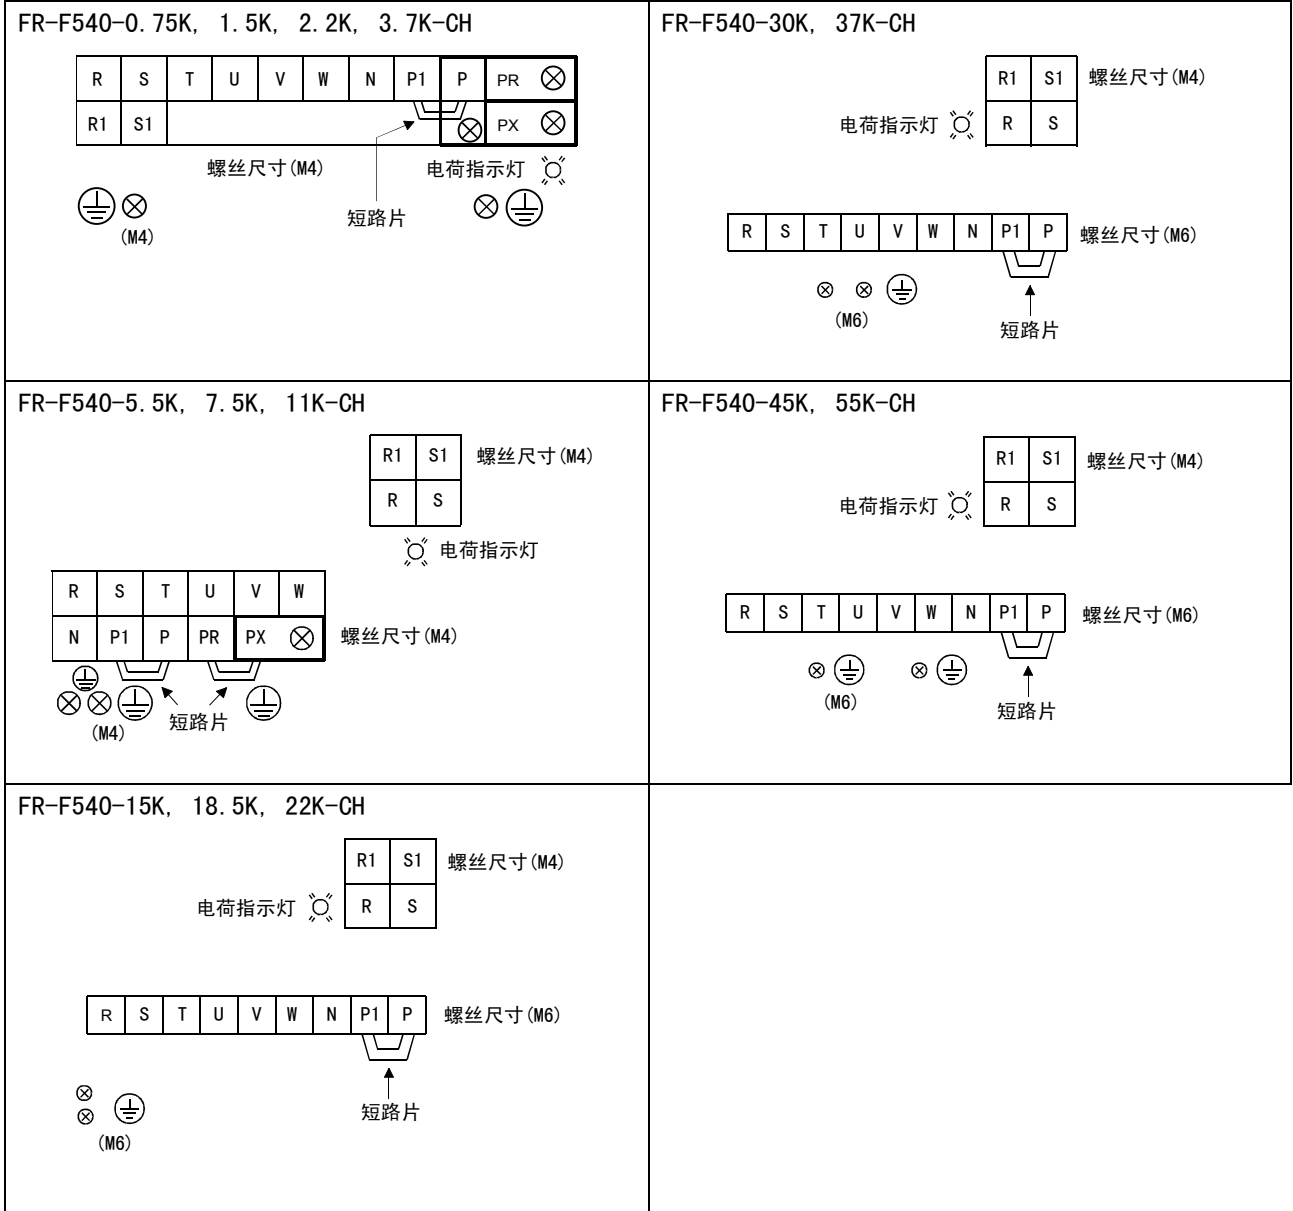 FR-F540-0.75K, 1.5K, 2.2K, 3.7K-CH
R S T U V W N P1 P PR
R1 S1 PX
螺丝尺寸(M4) 电荷指示灯
短路片
(M4)
FR-F540-30K, 37K-CH
R1 S1 螺丝尺寸(M4)
电荷指示灯 R S
R S T U V W N P1 P 螺丝尺寸(M6)
(M6)
短路片
FR-F540-5.5K, 7.5K, 11K-CH
R1 S1 螺丝尺寸(M4)
R S
电荷指示灯
R S T U V W
N P1 P PR PX 螺丝尺寸(M4)
短路片
(M4)
FR-F540-45K, 55K-CH
R1 S1 螺丝尺寸(M4)
电荷指示灯 R S
R S T U V W N P1 P 螺丝尺寸(M6)
(M6)
短路片
FR-F540-15K, 18.5K, 22K-CH
R1 S1 螺丝尺寸(M4)
电荷指示灯 R S
R S T U V W N P1 P 螺丝尺寸(M6)
短路片
(M6)